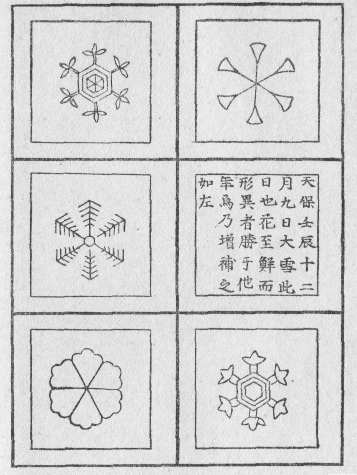 天保壬辰十二
月九日大雪此
日也花至鮮而
形異者勝于他
年爲乃增補之
如左